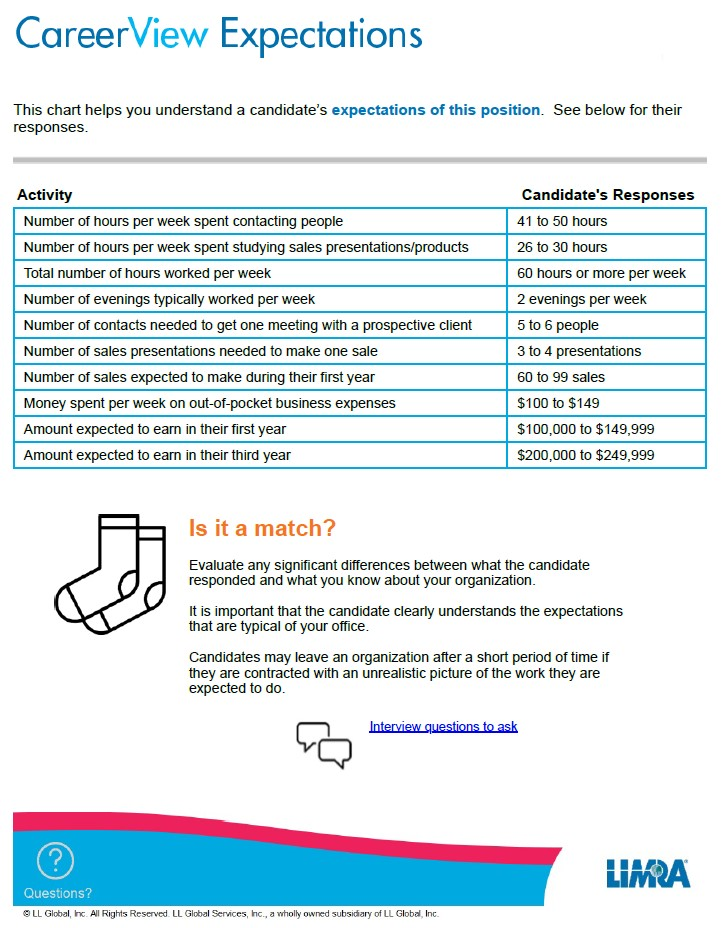 CareerView Expectations
This chart helps you understand a candidate's expectations of this position. See below for their
responses.
Activity Candidate's Responses
Number of hours per week spent contacting people 41 to 50 hours
Number of hours per week spent studying sales presentations/products 26 to 30 hours
Total number of hours worked per week 60 hours or more per week
Number of evenings typically worked per week 2 evenings per week
Number of contacts needed to get one meeting with a prospective client 5 to 6 people
Number of sales presentations needed to make one sale 3 to 4 presentations
Number of sales expected to make during their first year 60 to 99 sales
Money spent per week on out-of-pocket business expenses $100 to $149
Amount expected to earn in their first year $100,000 to $149,999
Amount expected to earn in their third year $200,000 to $249,999
Is it a match?
Evaluate any significant differences between what the candidate
responded and what you know about your organization.
It is important that the candidate clearly understands the expectations
that are typical of your office.
Candidates may leave an organization after a short period of time if
they are contracted with an unrealistic picture of the work they are
expected to do.
Interview questions to ask
?
Questions?
LIMRA®
© LL Global, Inc. All Rights Reserved. LL Global Services, Inc., a wholly owned subsidiary of LL Global, Inc.